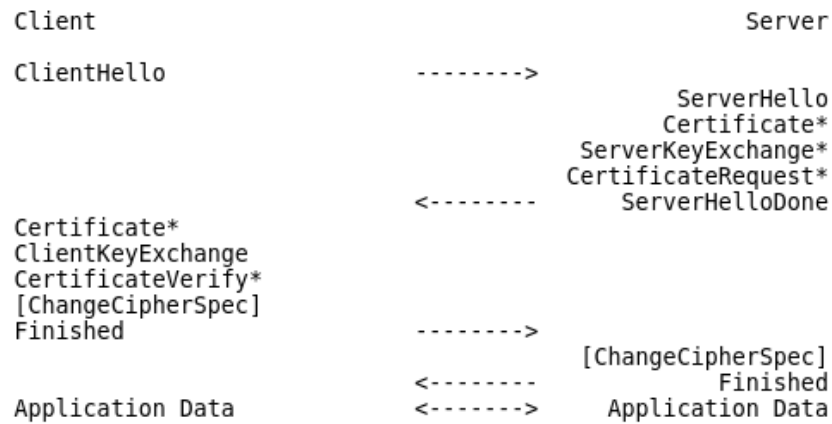 Client Server
ClientHello -------->
ServerHello
Certificate*
ServerKeyExchange*
CertificateRequest*
<-------- ServerHelloDone
Certificate*
ClientKeyExchange
CertificateVerify*
[ChangeCipherSpec]
Finished -------->
[ChangeCipherSpec]
<-------- Finished
Application Data <-------> Application Data